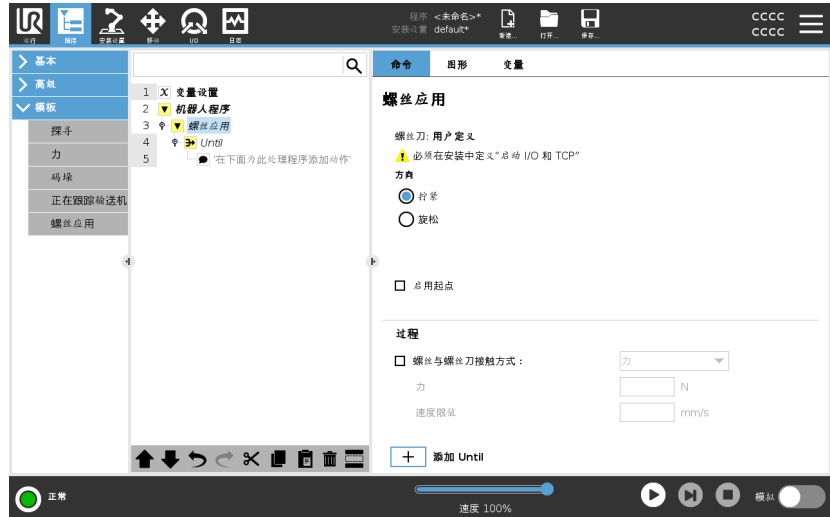 UR
运行
程序
安装设置
移动
I/O
日志
程序 <未命名>*
安装设置 default*
新建...
打开...
保存...
cccc
cccc
基本
高级
模板
探寻
力
码垛
正在跟踪输送机
螺丝应用
1 X 变量设置
2 机器人程序
3 螺丝应用
4 Until
5 '在下面为此处理程序添加动作'
命令 图形 变量
螺丝应用
螺丝刀: 用户定义
必须在安装中定义"启动 I/O 和 TCP"
方向
拧紧
旋松
启用起点
过程
螺丝与螺丝刀接触方式： 力
力 N
速度限值 mm/s
添加 Until
正常
速度 100%
模拟